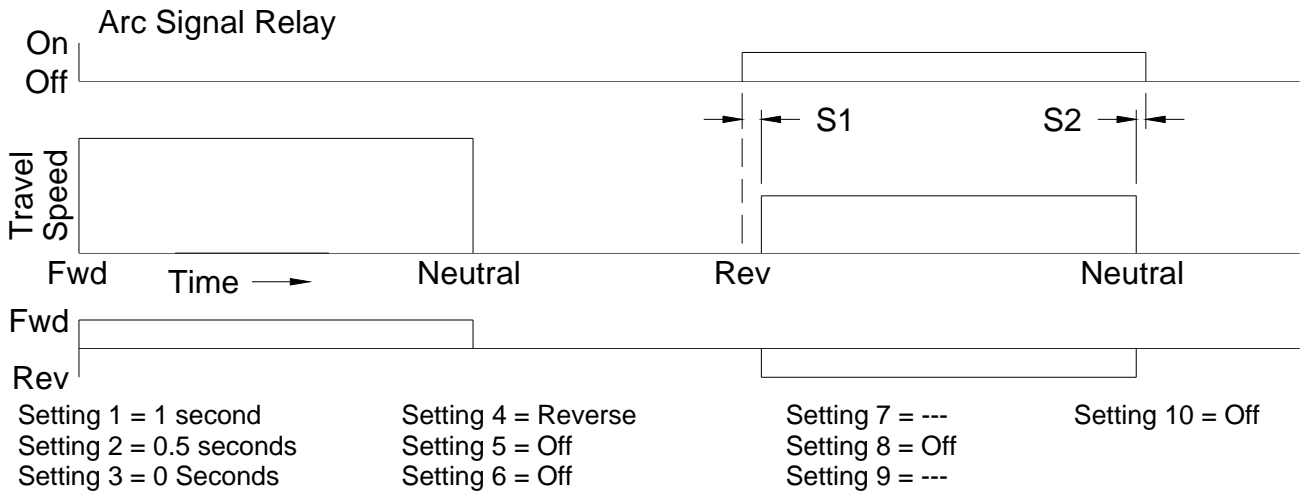 Arc Signal Relay
On
Off
S1
S2
Travel
Speed
Fwd
Time
Neutral
Rev
Neutral
Fwd
Rev
Setting 1 = 1 second
Setting 2 = 0.5 seconds
Setting 3 = 0 Seconds
Setting 4 = Reverse
Setting 5 = Off
Setting 6 = Off
Setting 7 = ---
Setting 8 = Off
Setting 9 = ---
Setting 10 = Off